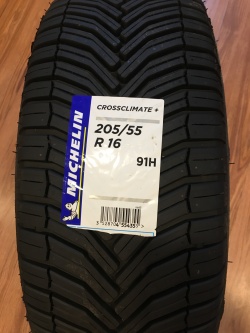 MICHELIN
CROSSCLIMATE +
205/55
R 16
91H